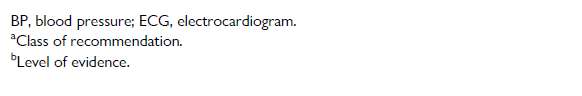 BP, blood pressure; ECG, electrocardiogram.
ᵃClass of recommendation.
ᵇLevel of evidence.